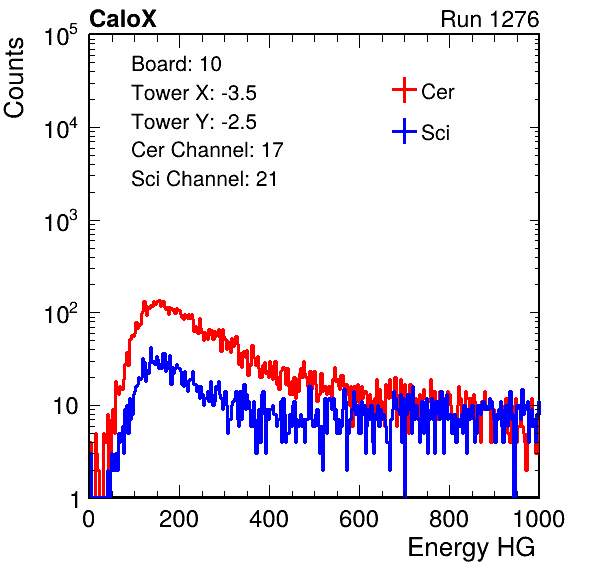 CaloX Run 1276
Counts
10^5
10^4
10^3
10^2
10
1
Board: 10
Tower X: -3.5
Tower Y: -2.5
Cer Channel: 17
Sci Channel: 21
Cer
Sci
0 200 400 600 800 1000
Energy HG